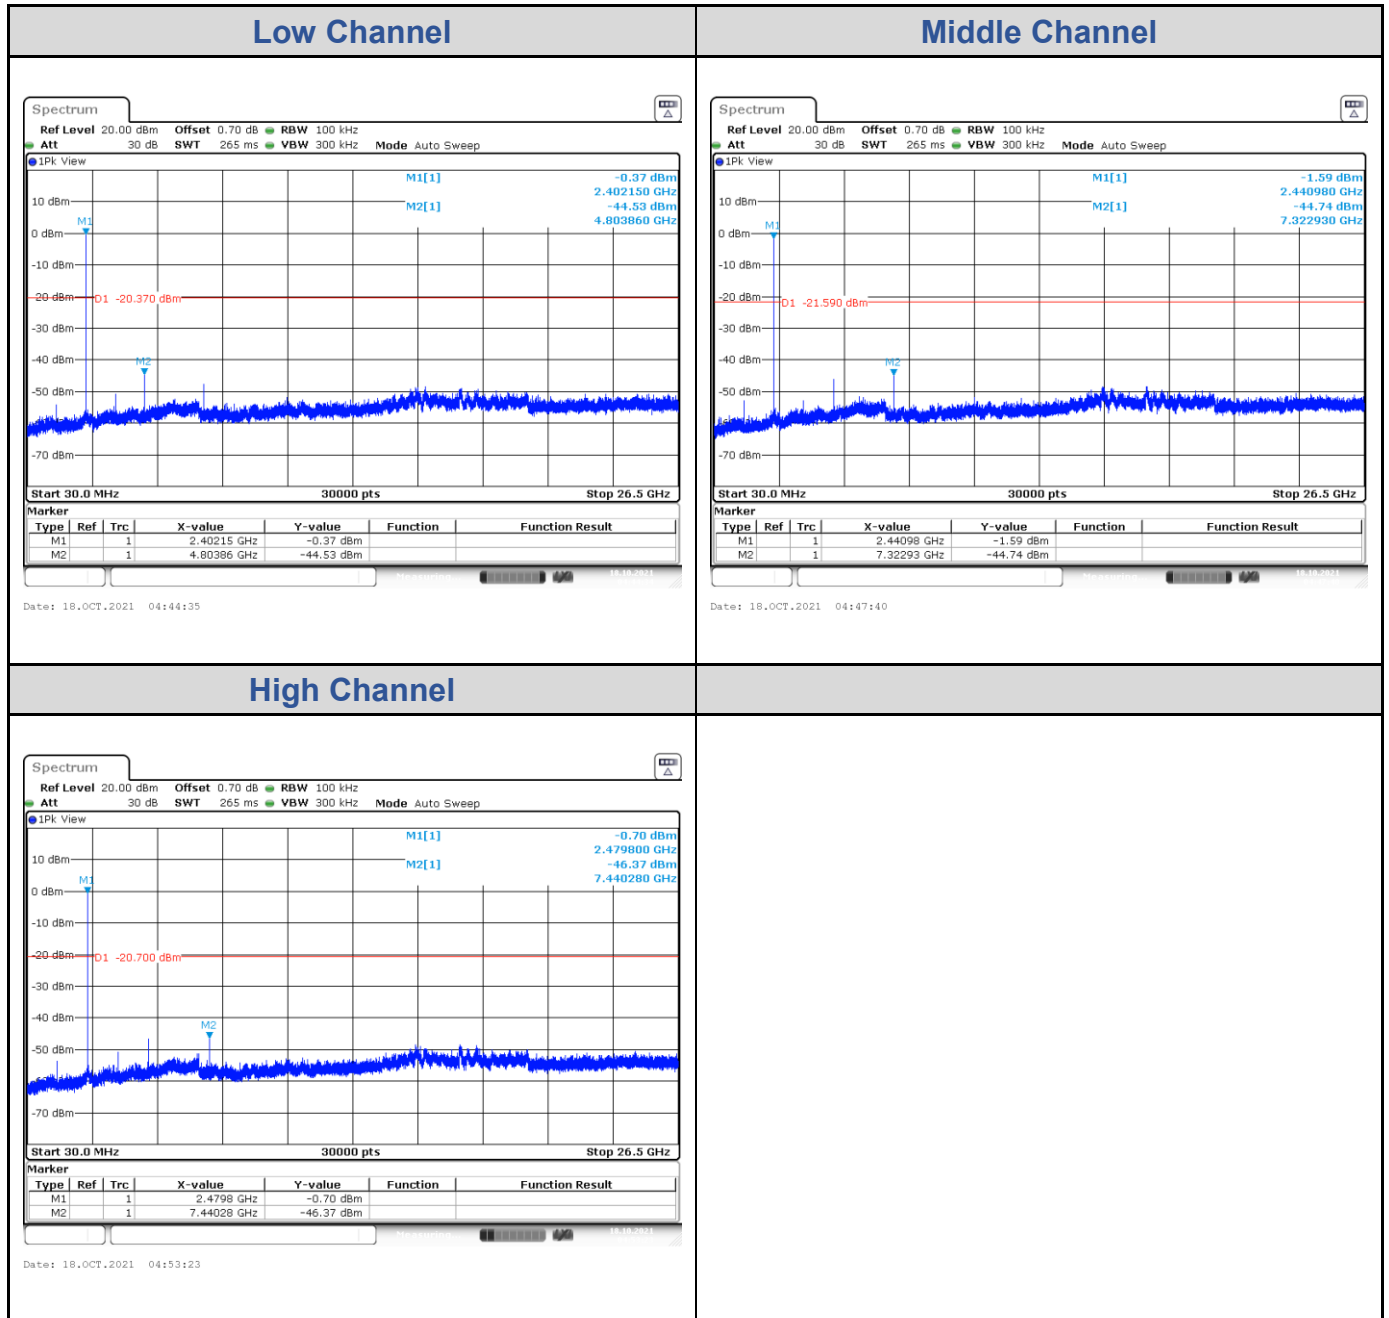 Low Channel
Middle Channel
Spectrum
Ref Level 20.00 dBm Offset 0.70 dB RBW 100 kHz
Att 30 dB SWT 265 ms VBW 300 kHz Mode Auto Sweep
1Pk View
M1[1] -0.37 dBm
2.402150 GHz
10 dBm
M2[1] -44.53 dBm
4.803860 GHz
M1
0 dBm
-10 dBm
-20 dBm
D1 -20.370 dBm
-30 dBm
-40 dBm
M2
-50 dBm
-70 dBm
Start 30.0 MHz 30000 pts Stop 26.5 GHz
Marker
Type Ref Trc X-value Y-value Function Function Result
M1 1 2.40215 GHz -0.37 dBm
M2 1 4.80386 GHz -44.53 dBm
Measuring 18.10.2021
Date: 18.OCT.2021 04:44:35
Spectrum
Ref Level 20.00 dBm Offset 0.70 dB RBW 100 kHz
Att 30 dB SWT 265 ms VBW 300 kHz Mode Auto Sweep
1Pk View
M1[1] -1.59 dBm
2.440980 GHz
10 dBm
M2[1] -44.74 dBm
7.322930 GHz
M1
0 dBm
-10 dBm
-20 dBm
D1 -21.590 dBm
-30 dBm
-40 dBm
M2
-50 dBm
-70 dBm
Start 30.0 MHz 30000 pts Stop 26.5 GHz
Marker
Type Ref Trc X-value Y-value Function Function Result
M1 1 2.44098 GHz -1.59 dBm
M2 1 7.32293 GHz -44.74 dBm
Measuring 18.10.2021
Date: 18.OCT.2021 04:47:40
High Channel
Spectrum
Ref Level 20.00 dBm Offset 0.70 dB RBW 100 kHz
Att 30 dB SWT 265 ms VBW 300 kHz Mode Auto Sweep
1Pk View
M1[1] -0.70 dBm
2.479800 GHz
10 dBm
M2[1] -46.37 dBm
7.440280 GHz
M1
0 dBm
-10 dBm
-20 dBm
D1 -20.700 dBm
-30 dBm
-40 dBm
M2
-50 dBm
-70 dBm
Start 30.0 MHz 30000 pts Stop 26.5 GHz
Marker
Type Ref Trc X-value Y-value Function Function Result
M1 1 2.4798 GHz -0.70 dBm
M2 1 7.44028 GHz -46.37 dBm
Measuring 18.10.2021
Date: 18.OCT.2021 04:53:23